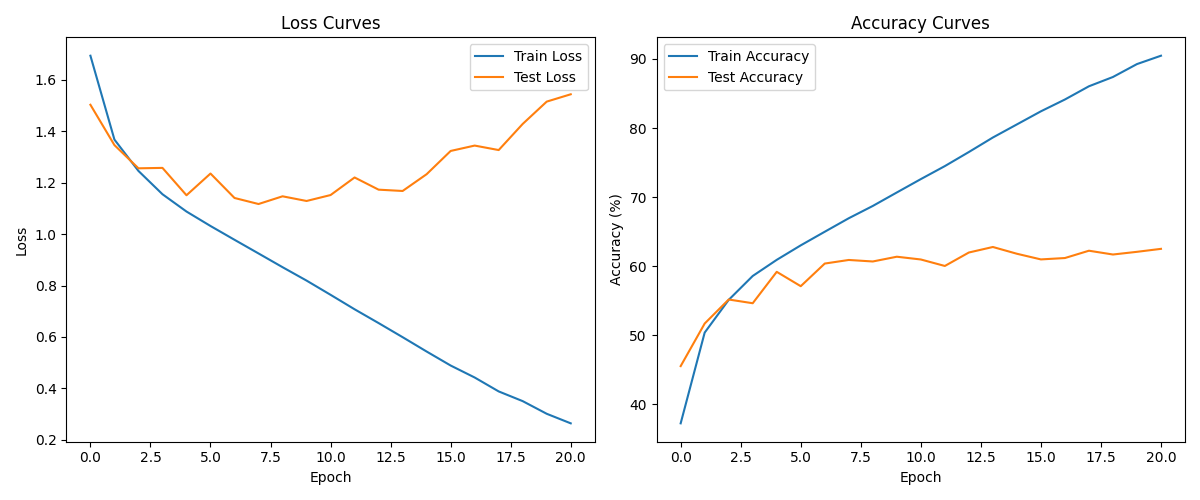 Loss Curves
Train Loss
Test Loss
Loss
1.6
1.4
1.2
1.0
0.8
0.6
0.4
0.2
0.0 2.5 5.0 7.5 10.0 12.5 15.0 17.5 20.0
Epoch
Accuracy Curves
Train Accuracy
Test Accuracy
Accuracy (%)
90
80
70
60
50
40
0.0 2.5 5.0 7.5 10.0 12.5 15.0 17.5 20.0
Epoch